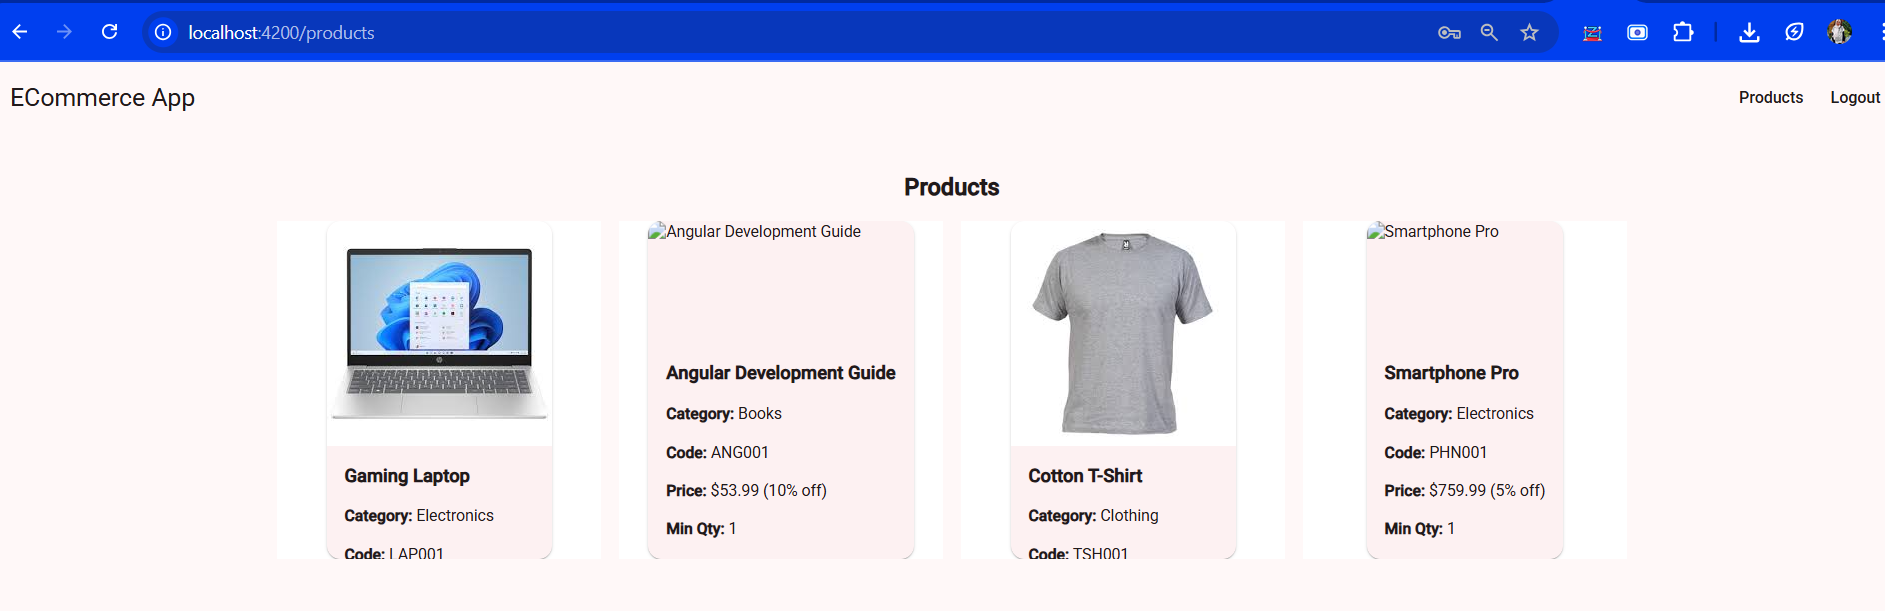 localhost:4200/products
ECommerce App
Products
Logout
Products
Gaming Laptop
Category: Electronics
Code: LAP001
Angular Development Guide
Angular Development Guide
Category: Books
Code: ANG001
Price: $53.99 (10% off)
Min Qty: 1
Cotton T-Shirt
Category: Clothing
Code: TSH001
Smartphone Pro
Smartphone Pro
Category: Electronics
Code: PHN001
Price: $759.99 (5% off)
Min Qty: 1